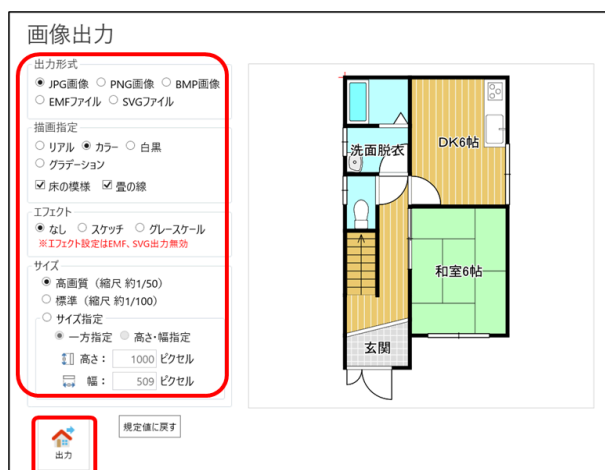 画像出力
出力形式
JPG画像 PNG画像 BMP画像
EMFファイル SVGファイル
描画指定
リアル カラー 白黒
グラデーション
床の模様 畳の線
エフェクト
なし スケッチ グレースケール
※エフェクト設定はEMF、SVG出力無効
サイズ
高画質（縮尺 約1/50）
標準（縮尺 約1/100）
サイズ指定
一方指定 高さ・幅指定
高さ： 1000 ピクセル
幅： 509 ピクセル
出力
規定値に戻す
洗面脱衣
DK6帖
和室6帖
玄関